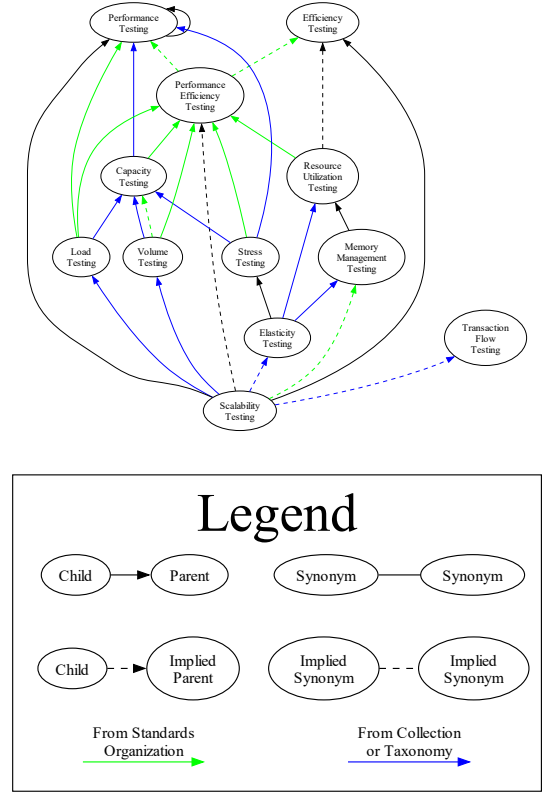 Performance
Testing
Efficiency
Testing
Performance
Efficiency
Testing
Capacity
Testing
Resource
Utilization
Testing
Load
Testing
Volume
Testing
Stress
Testing
Memory
Management
Testing
Elasticity
Testing
Transaction
Flow
Testing
Scalability
Testing
Legend
Child
Parent
Synonym
Synonym
Child
Implied
Parent
Implied
Synonym
Implied
Synonym
From Standards
Organization
From Collection
or Taxonomy